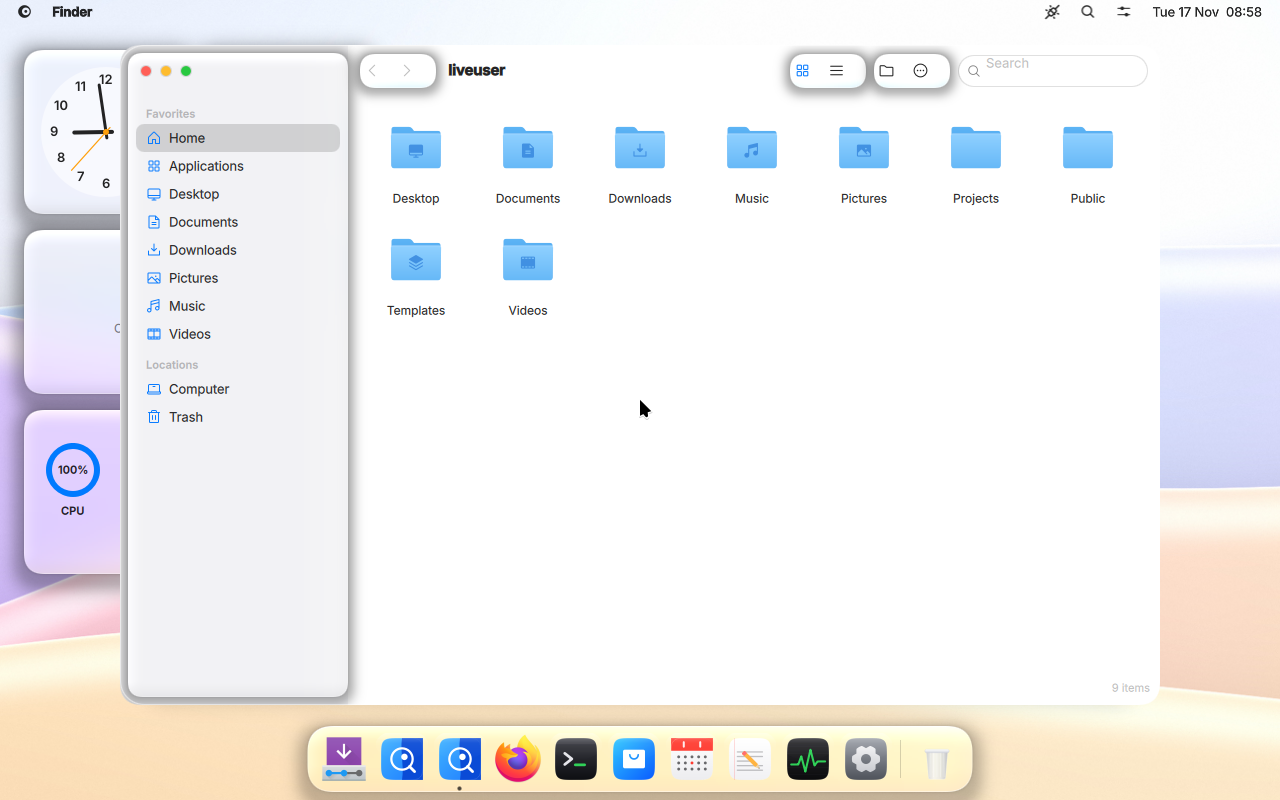 Finder
Tue 17 Nov 08:58
12
11
10
9
8
7
6
100%
CPU
Favorites
Home
Applications
Desktop
Documents
Downloads
Pictures
Music
Videos
Locations
Computer
Trash
liveuser
Search
Desktop
Documents
Downloads
Music
Pictures
Projects
Public
Templates
Videos
9 items